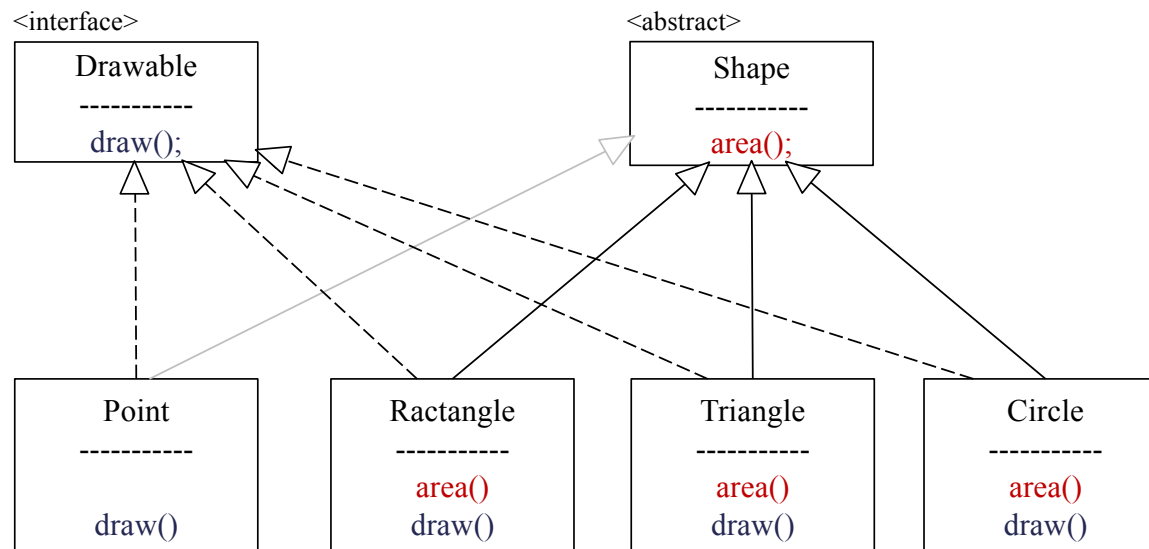 <interface>
Drawable
-----------
draw();
<abstract>
Shape
-----------
area();
Point
-----------
draw()
Ractangle
-----------
area()
draw()
Triangle
-----------
area()
draw()
Circle
-----------
area()
draw()